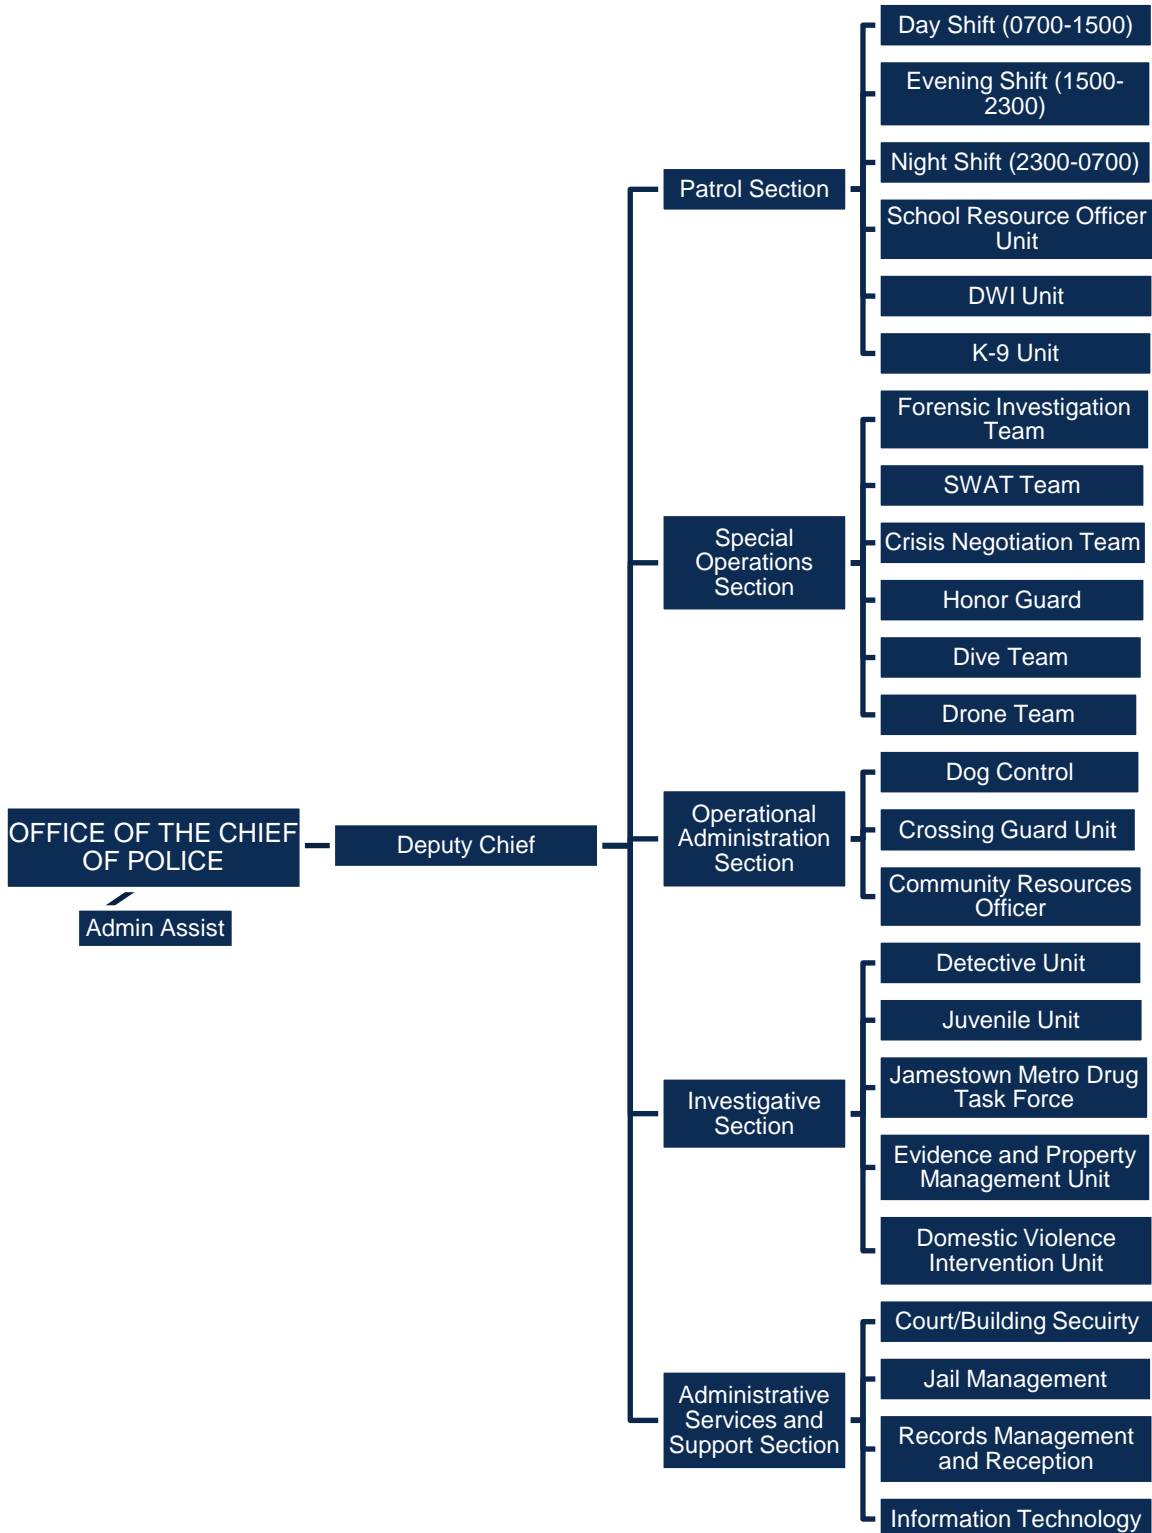 Day Shift (0700-1500)
Evening Shift (1500-
2300)
Night Shift (2300-0700)
Patrol Section
School Resource Officer
Unit
DWI Unit
K-9 Unit
Forensic Investigation
Team
SWAT Team
Special
Operations
Section
Crisis Negotiation Team
Honor Guard
Dive Team
Drone Team
OFFICE OF THE CHIEF
OF POLICE
Admin Assist
Deputy Chief
Operational
Administration
Section
Dog Control
Crossing Guard Unit
Community Resources
Officer
Investigative
Section
Detective Unit
Juvenile Unit
Jamestown Metro Drug
Task Force
Evidence and Property
Management Unit
Domestic Violence
Intervention Unit
Administrative
Services and
Support Section
Court/Building Secuirty
Jail Management
Records Management
and Reception
Information Technology